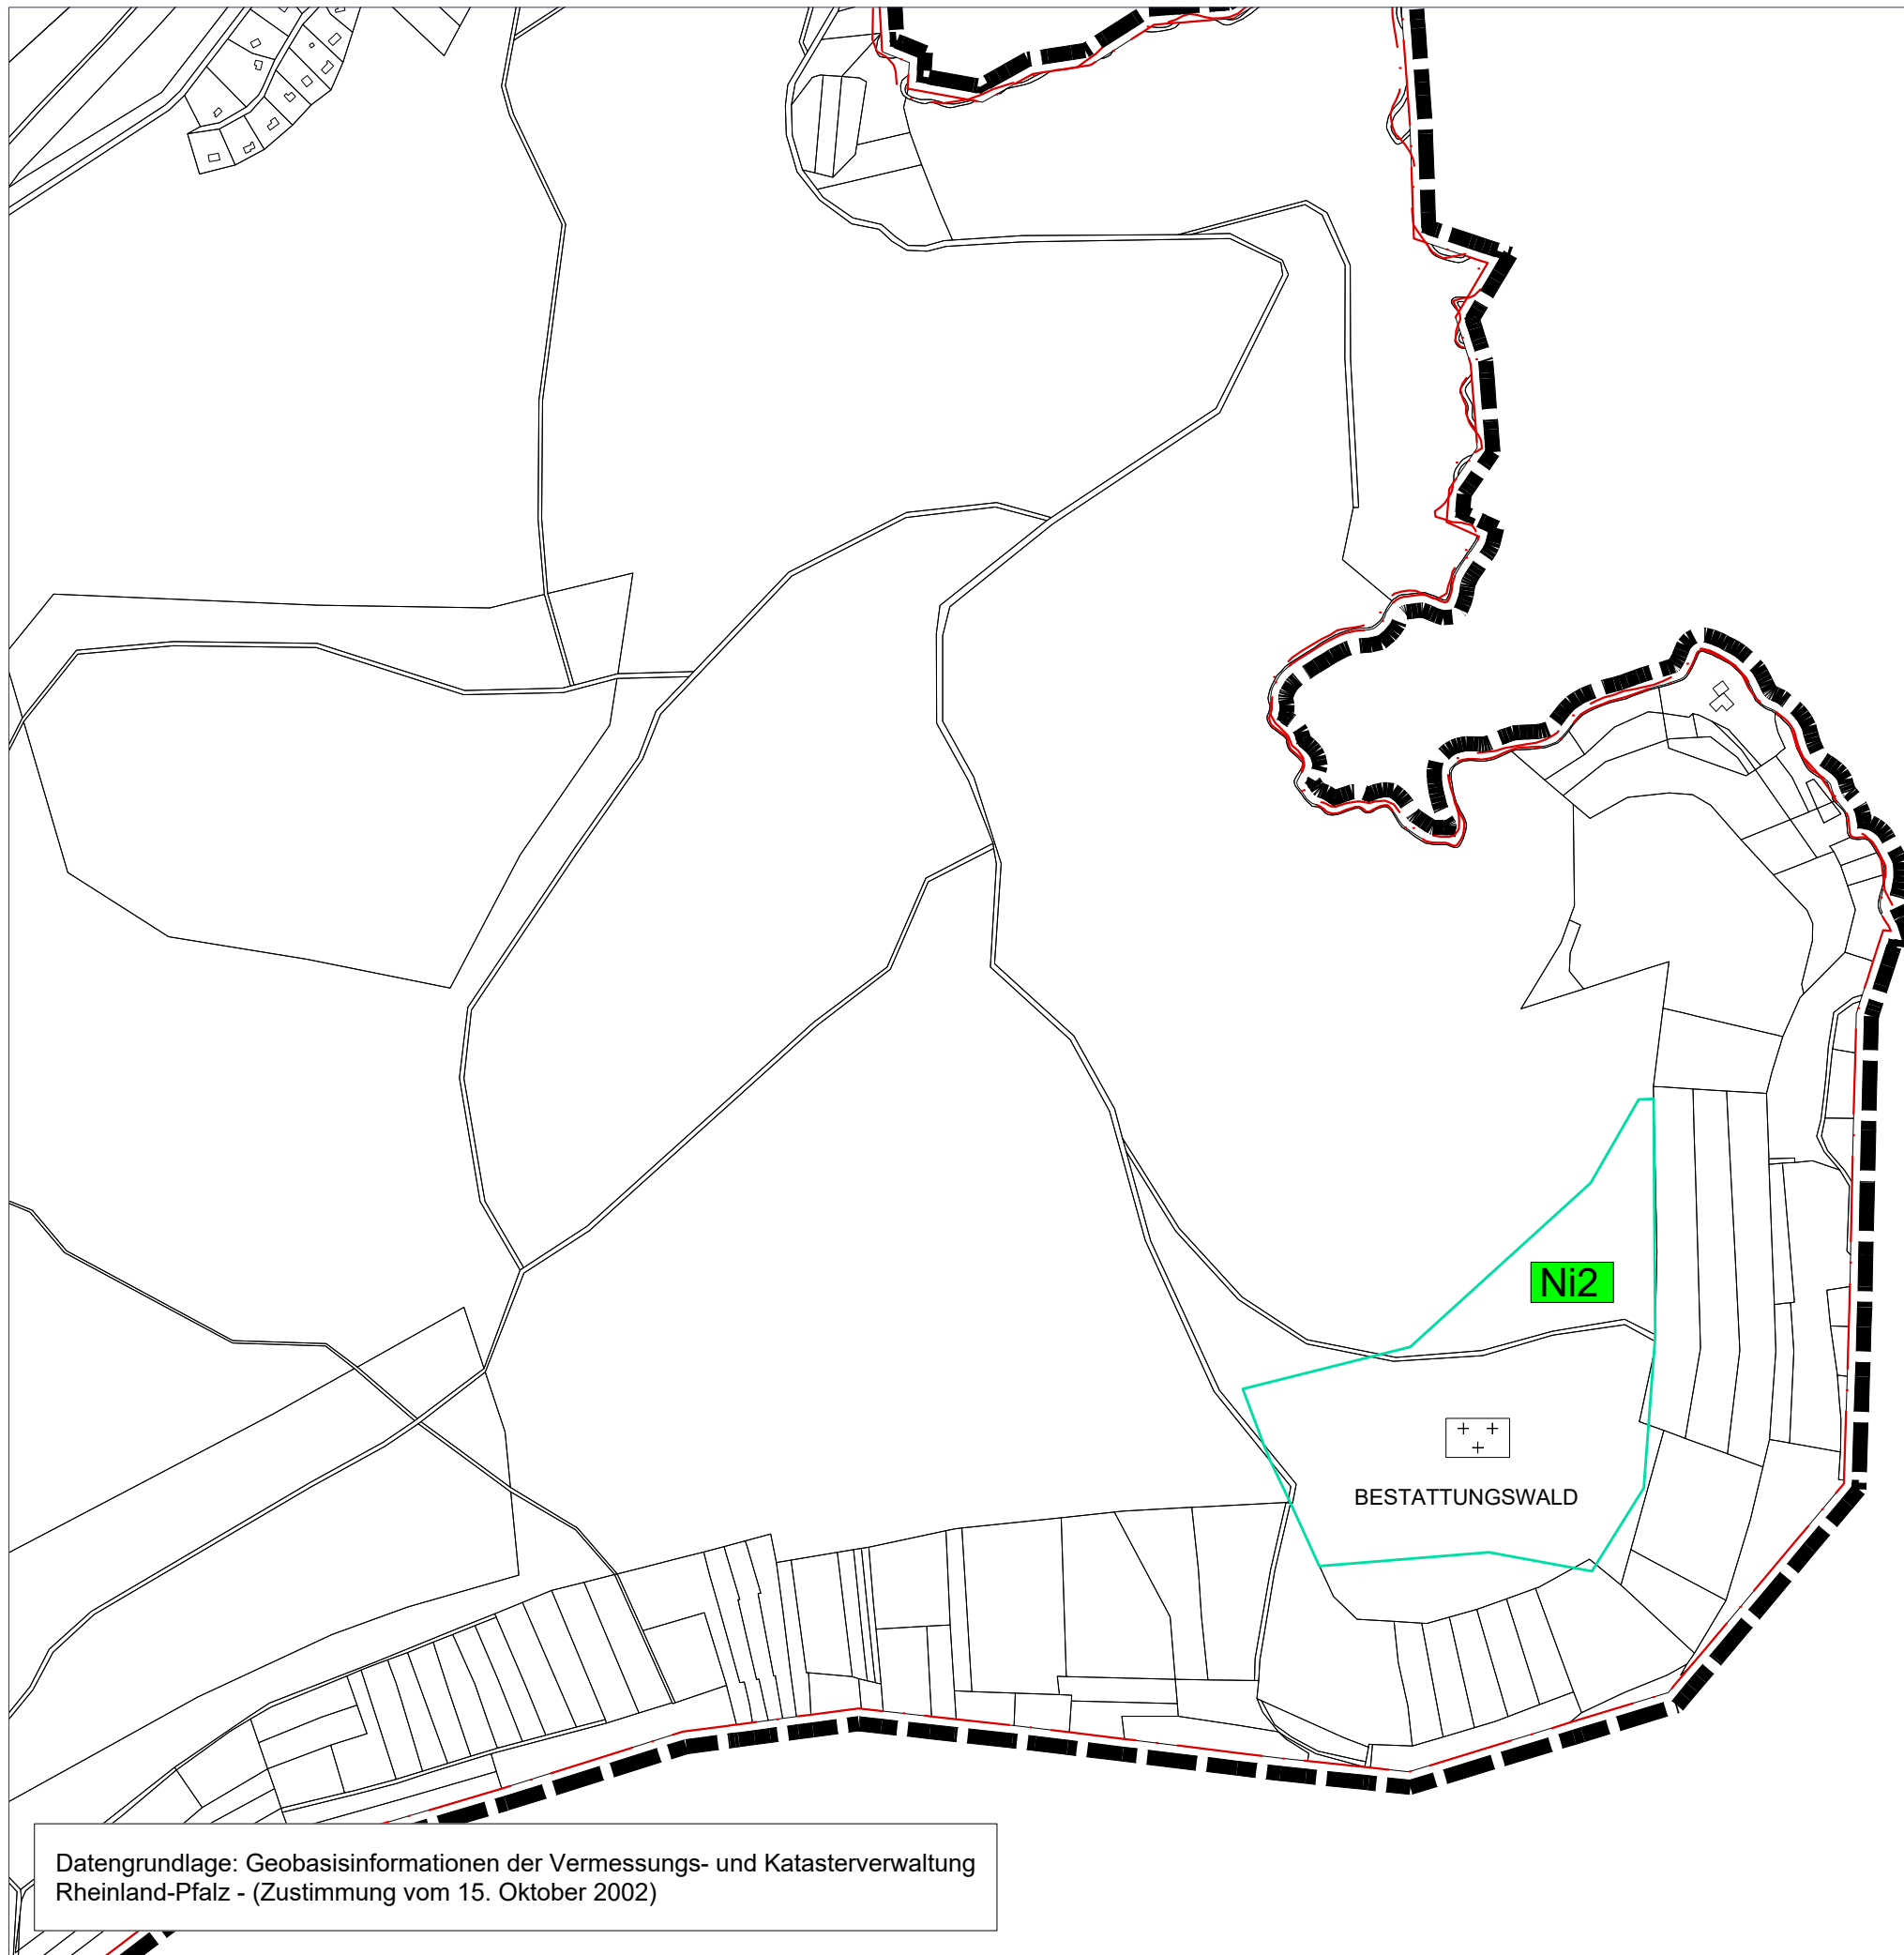 Ni2
BESTATTUNGSWALD
Datengrundlage: Geobasisinformationen der Vermessungs- und Katasterverwaltung
Rheinland-Pfalz - (Zustimmung vom 15. Oktober 2002)